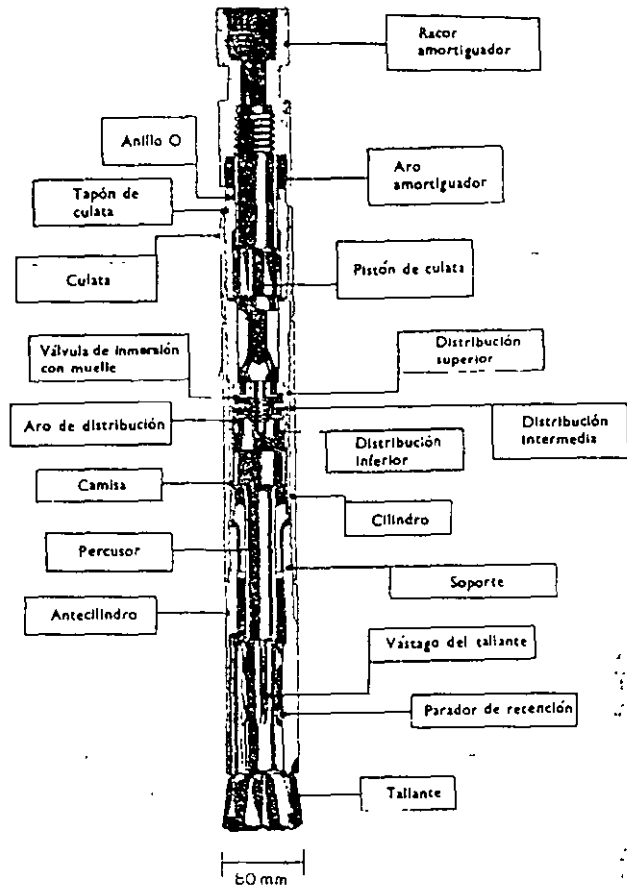 Racor
amortiguador
Anillo O
Aro
amortiguador
Tapón de
culata
Culata
Pistón de culata
Válvula de inmersión
con muelle
Distribución
superior
Aro de distribución
Distribución
intermedia
Distribución
inferior
Camisa
Cilindro
Percusor
Soporte
Antecilindro
Vástago del tallante
Parador de retención
Tallante
80 mm